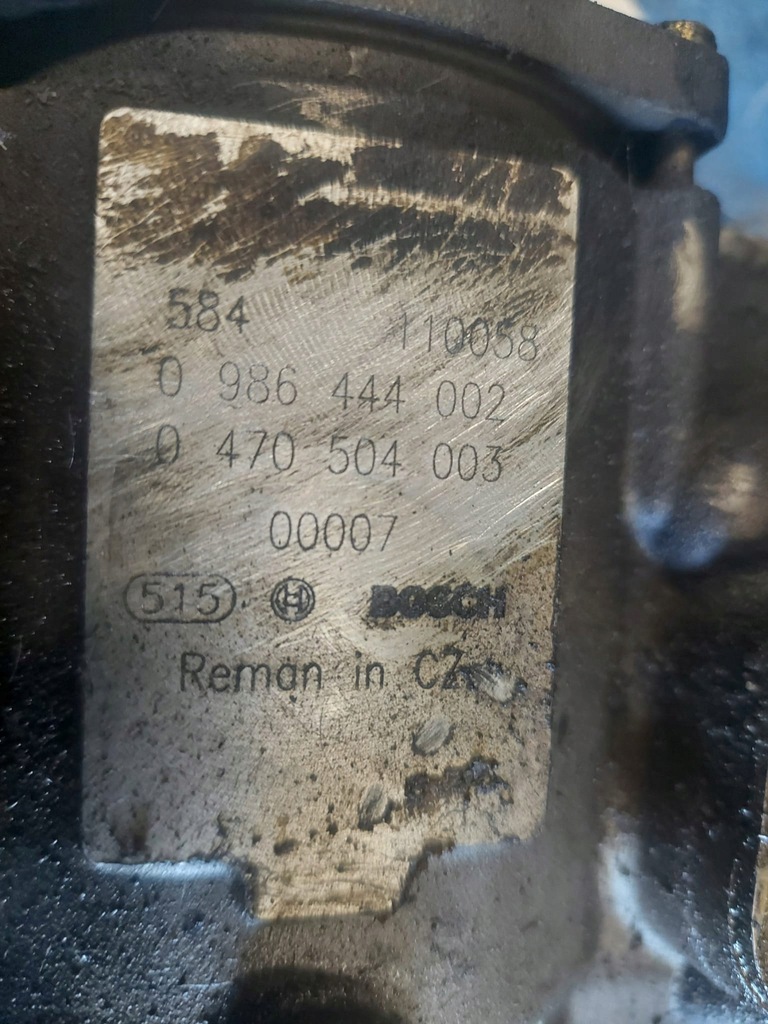 584 110058
0 986 444 002
0 470 504 003
00007
515 BOSCH
Reman in CZ